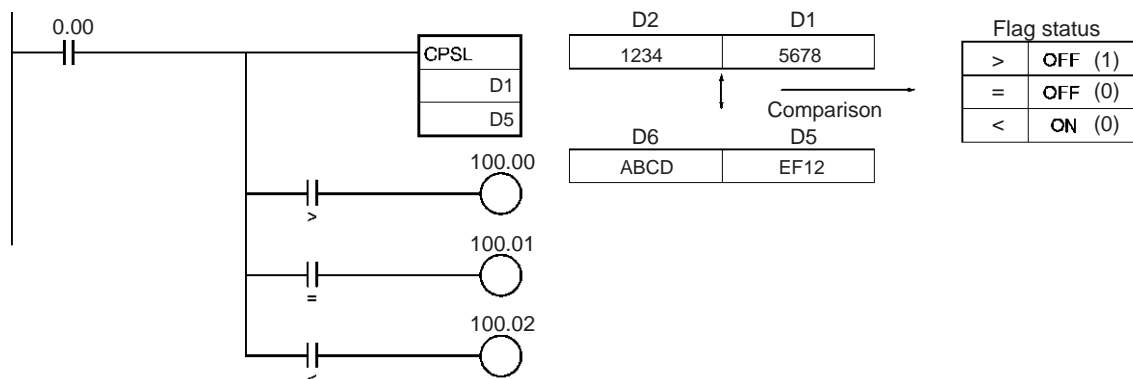 0.00
CPSL
D1
D5
100.00
>
100.01
=
100.02
<
D2 D1
1234 5678
Comparison
D6 D5
ABCD EF12
Flag status
> OFF (1)
= OFF (0)
< ON (0)